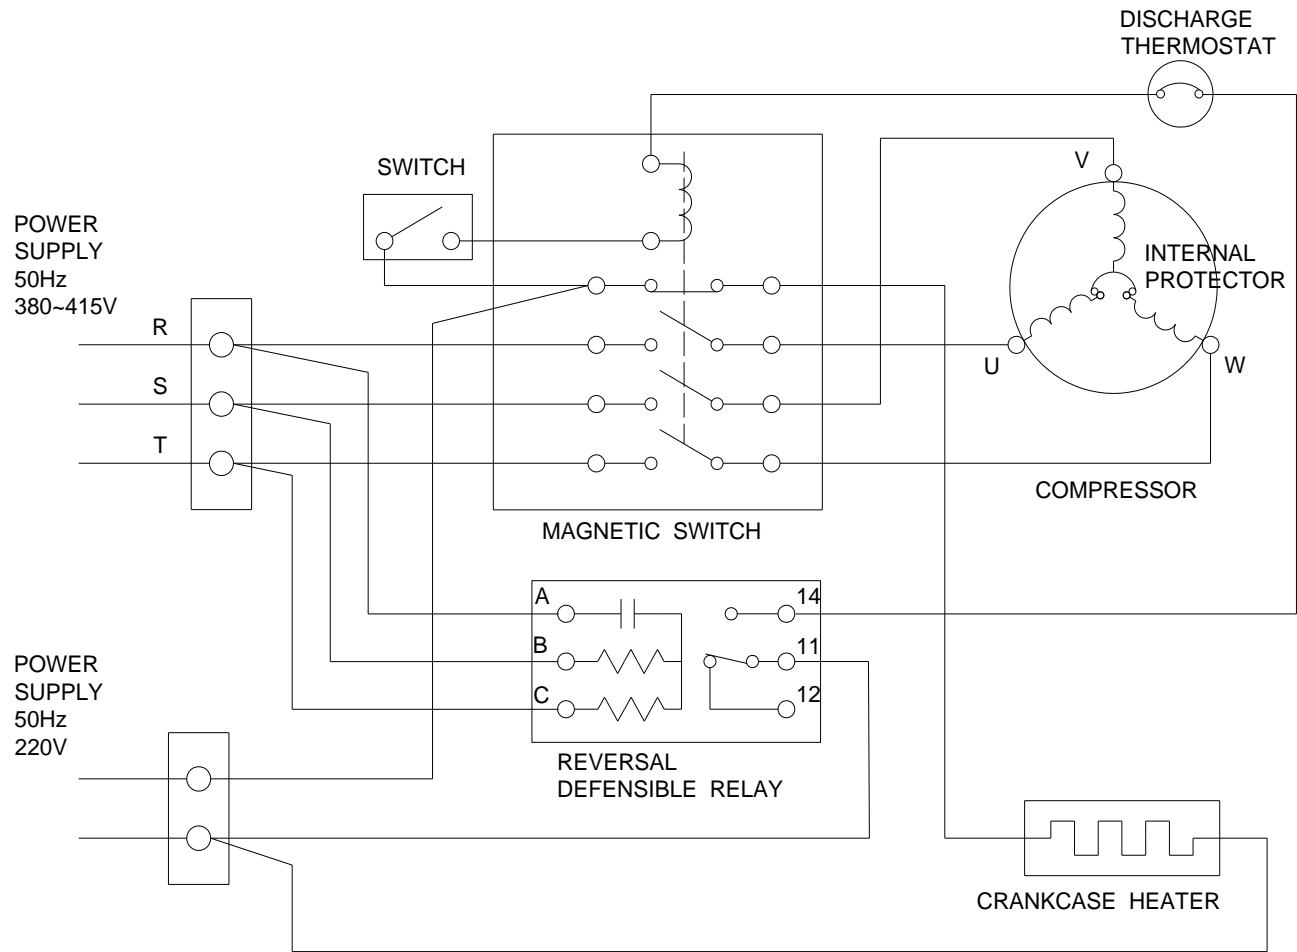 DISCHARGE
THERMOSTAT
SWITCH
V
POWER
SUPPLY
50Hz
380~415V
INTERNAL
PROTECTOR
R
U
W
S
T
COMPRESSOR
MAGNETIC SWITCH
A
14
B
11
C
12
POWER
SUPPLY
50Hz
220V
REVERSAL
DEFENSIBLE RELAY
CRANKCASE HEATER